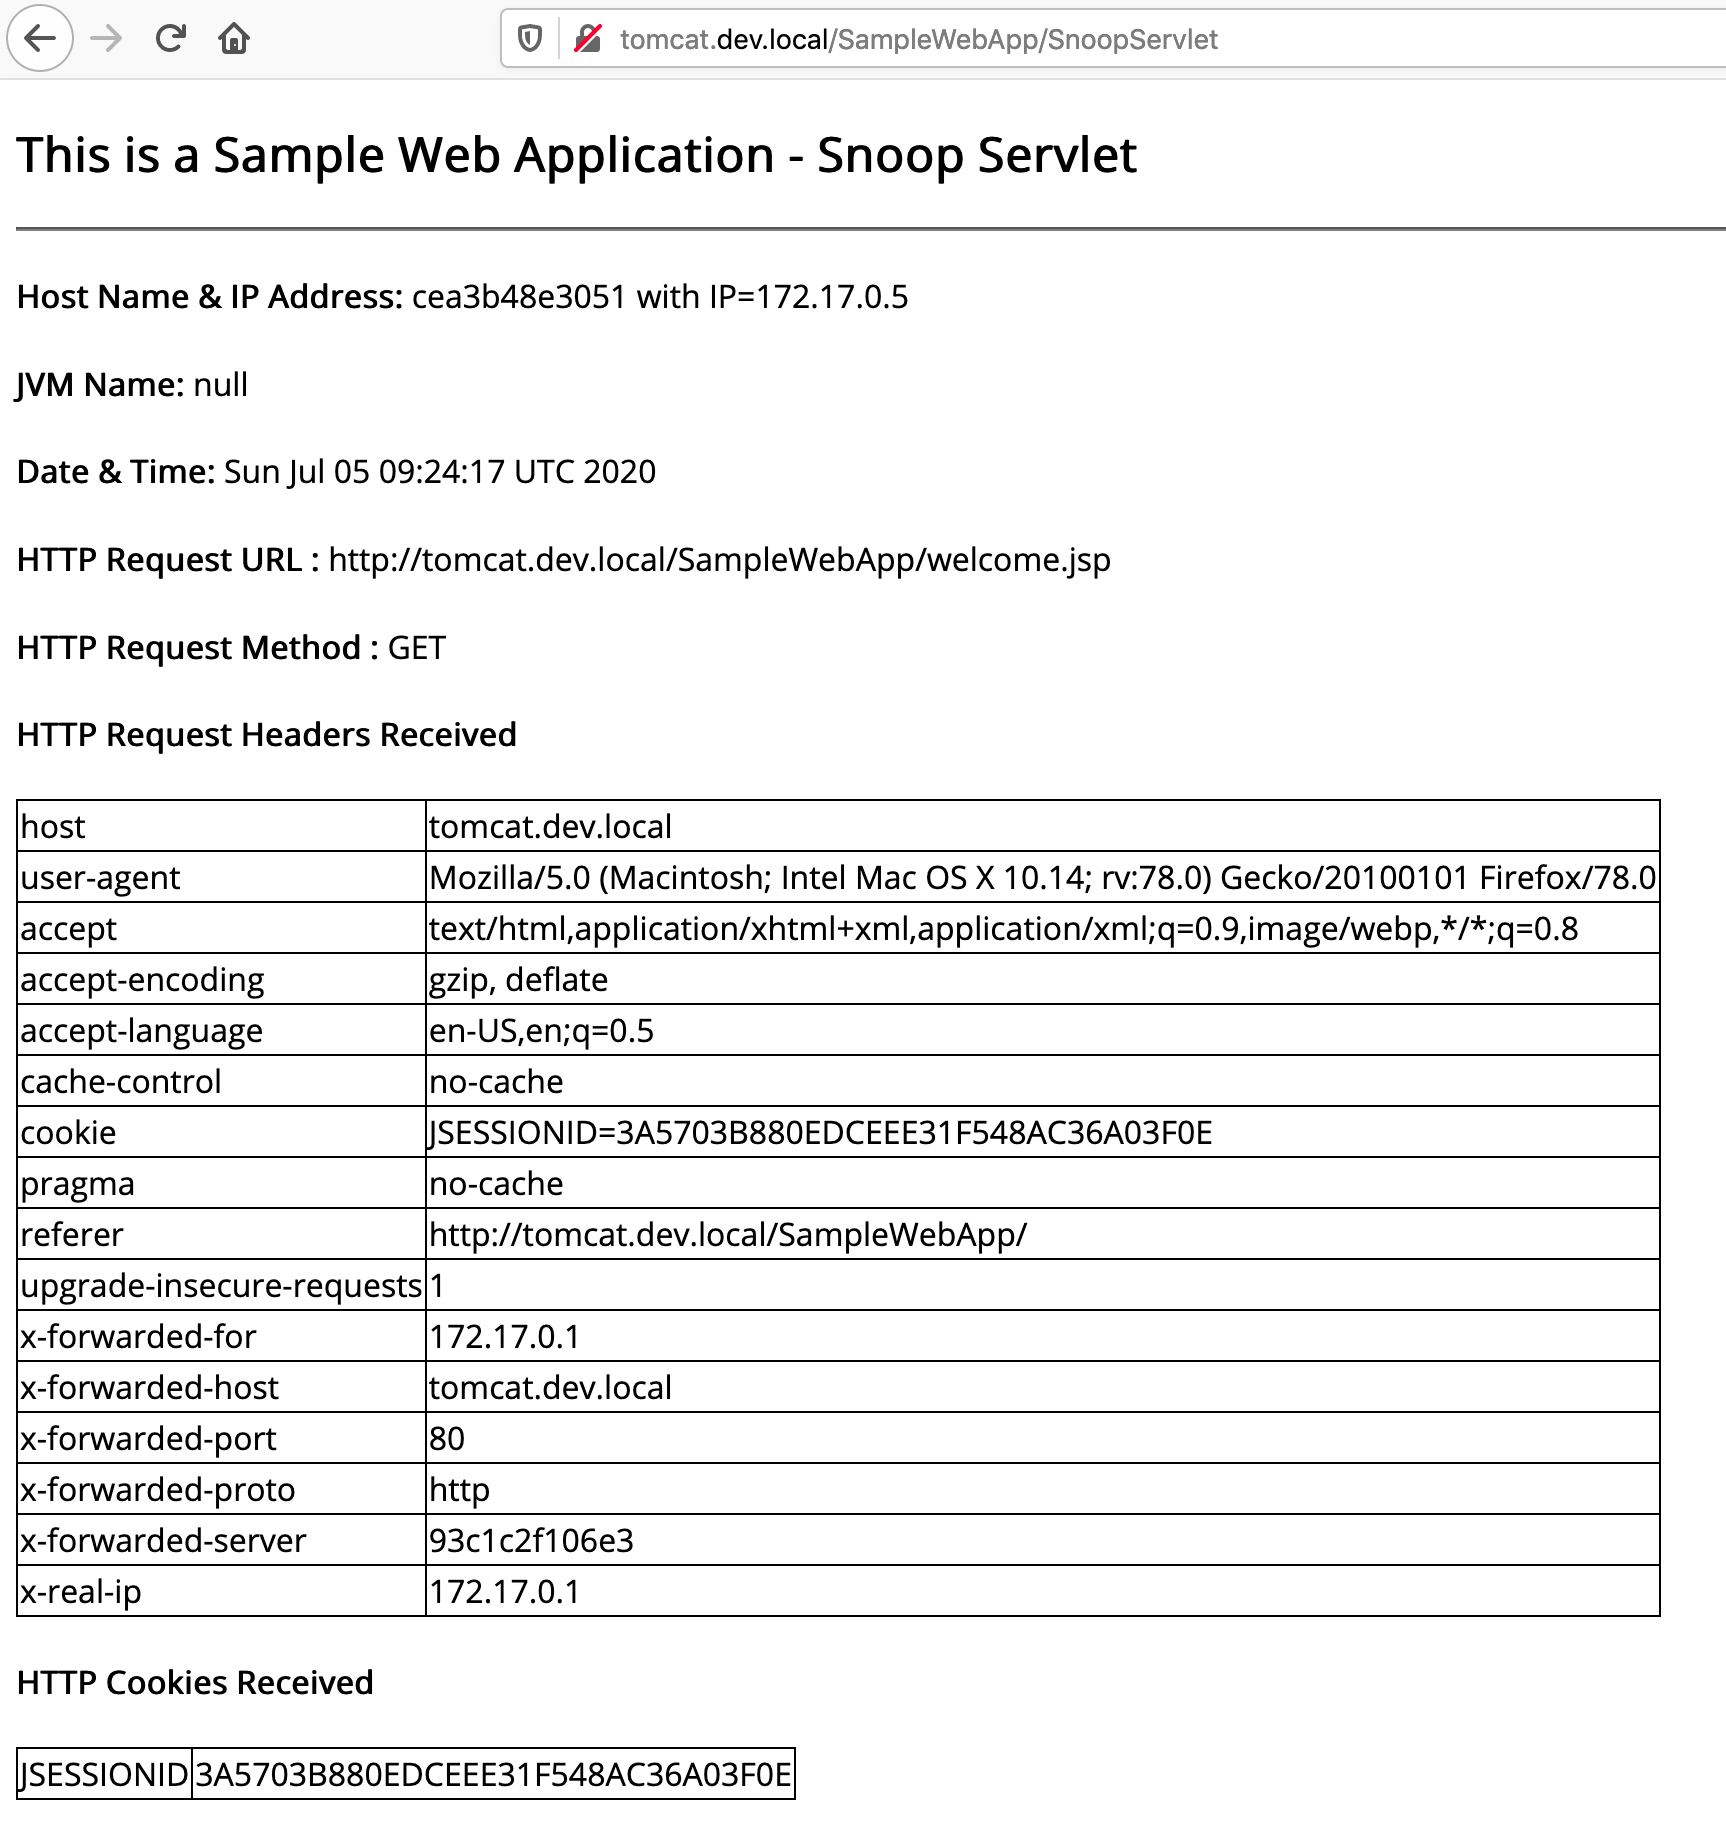 tomcat.dev.local/SampleWebApp/SnoopServlet
This is a Sample Web Application - Snoop Servlet
Host Name & IP Address: cea3b48e3051 with IP=172.17.0.5
JVM Name: null
Date & Time: Sun Jul 05 09:24:17 UTC 2020
HTTP Request URL : http://tomcat.dev.local/SampleWebApp/welcome.jsp
HTTP Request Method : GET
HTTP Request Headers Received
host tomcat.dev.local
user-agent Mozilla/5.0 (Macintosh; Intel Mac OS X 10.14; rv:78.0) Gecko/20100101 Firefox/78.0
accept text/html,application/xhtml+xml,application/xml;q=0.9,image/webp,*/*;q=0.8
accept-encoding gzip, deflate
accept-language en-US,en;q=0.5
cache-control no-cache
cookie JSESSIONID=3A5703B880EDCEEE31F548AC36A03F0E
pragma no-cache
referer http://tomcat.dev.local/SampleWebApp/
upgrade-insecure-requests 1
x-forwarded-for 172.17.0.1
x-forwarded-host tomcat.dev.local
x-forwarded-port 80
x-forwarded-proto http
x-forwarded-server 93c1c2f106e3
x-real-ip 172.17.0.1
HTTP Cookies Received
JSESSIONID 3A5703B880EDCEEE31F548AC36A03F0E